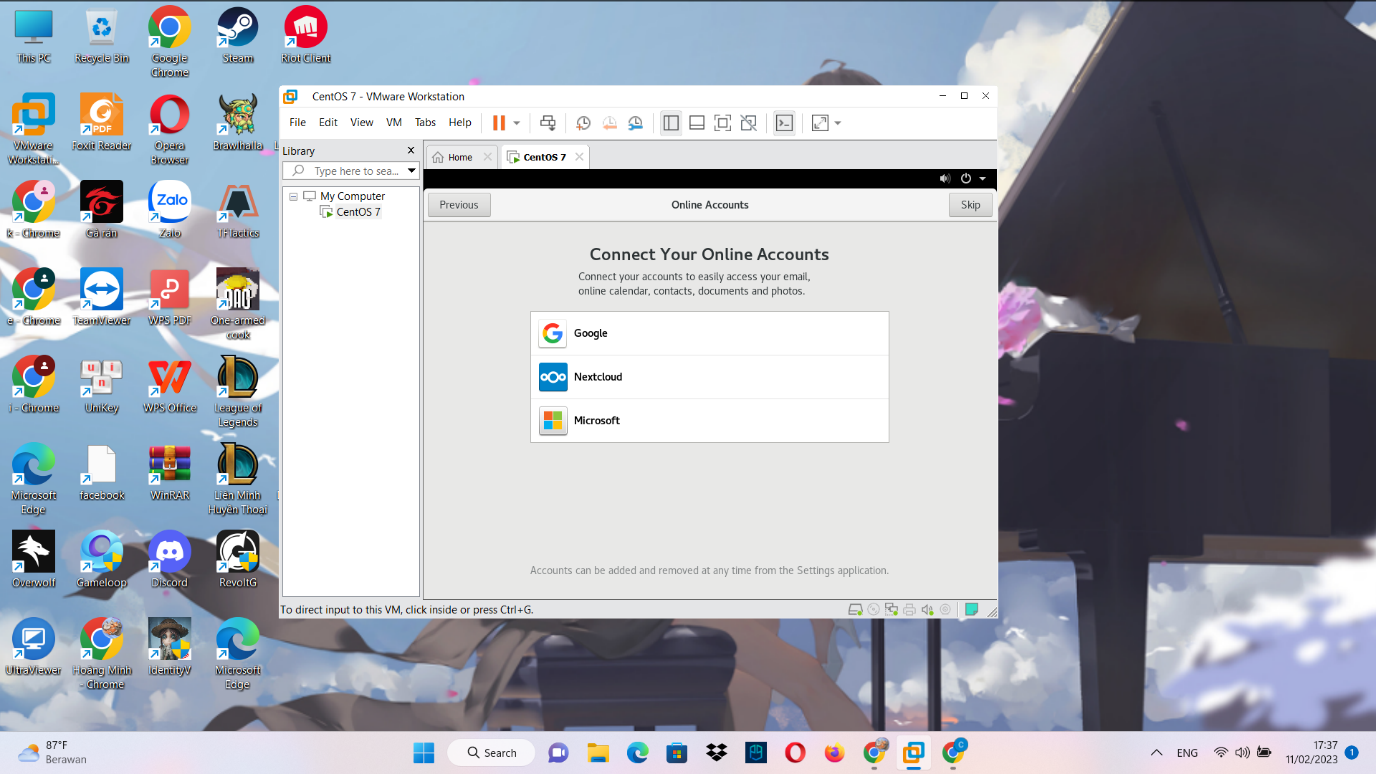 This PC
Recycle Bin
Google
Chrome
Steam
Riot Client
VMware
Workstati...
Foxit Reader
Opera
Browser
Brawlhalla
k - Chrome
Gà rán
Zalo
TFTactics
e - Chrome
TeamViewer
WPS PDF
One-armed
cook
i - Chrome
UniKey
WPS Office
League of
Legends
Microsoft
Edge
facebook
WinRAR
Liên Minh
Huyền Thoại
Overwolf
Gameloop
Discord
RevoltG
UltraViewer
Hoàng Minh
- Chrome
IdentityV
Microsoft
Edge
CentOS 7 - VMware Workstation
File Edit View VM Tabs Help
Library
Type here to sea...
My Computer
CentOS 7
Home
CentOS 7
Previous
Online Accounts
Skip
Connect Your Online Accounts
Connect your accounts to easily access your email,
online calendar, contacts, documents and photos.
Google
Nextcloud
Microsoft
Accounts can be added and removed at any time from the Settings application.
To direct input to this VM, click inside or press Ctrl+G.
87°F
Berawan
Search
ENG
17:37
11/02/2023
1